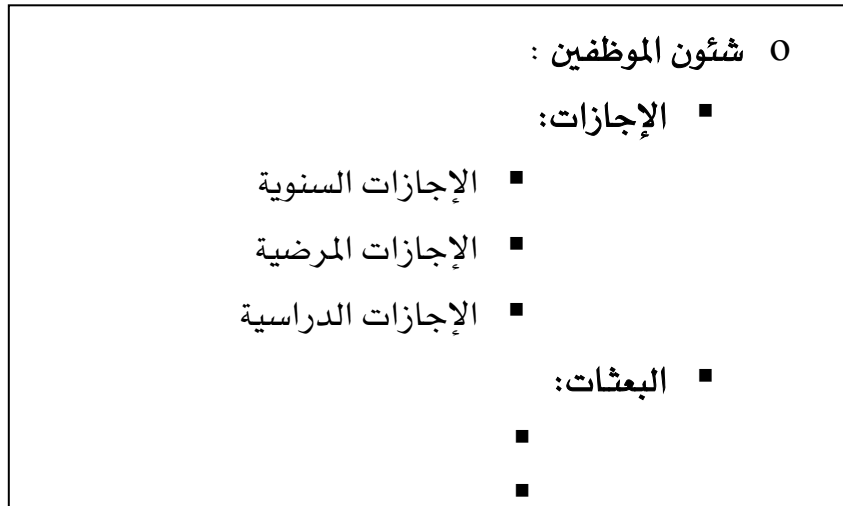 o شئون الموظفين :
▪ الإجازات:
▪ الإجازات السنوية
▪ الإجازات المرضية
▪ الإجازات الدراسية
▪ البعثات:
▪
▪